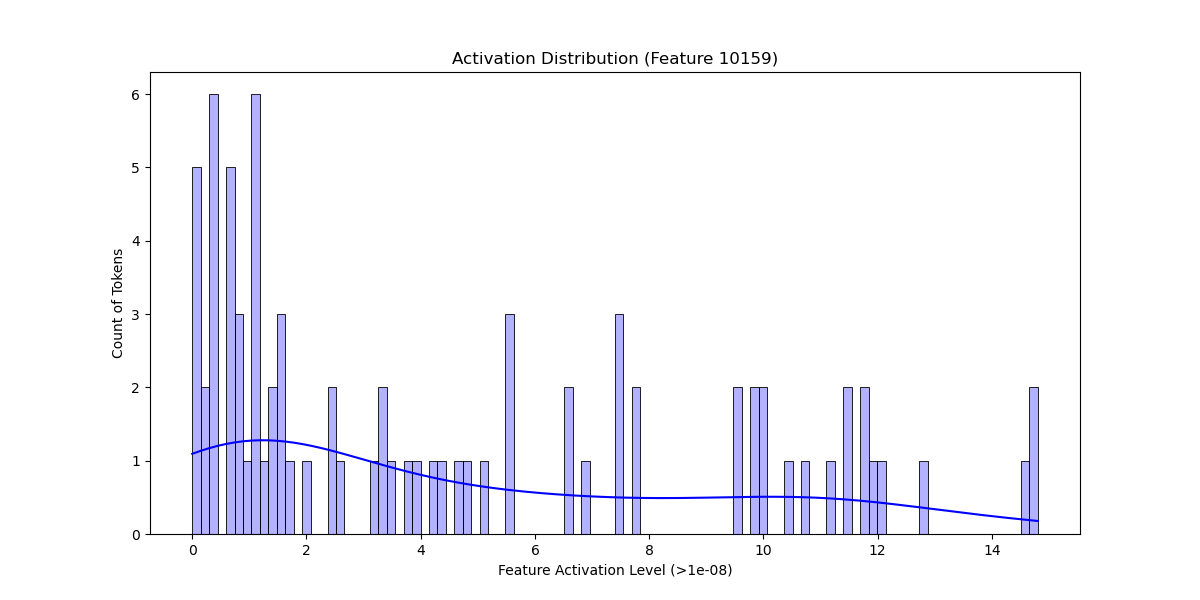 Activation Distribution (Feature 10159)
6
5
4
3
2
1
0
Count of Tokens
0 2 4 6 8 10 12 14
Feature Activation Level (>1e-08)